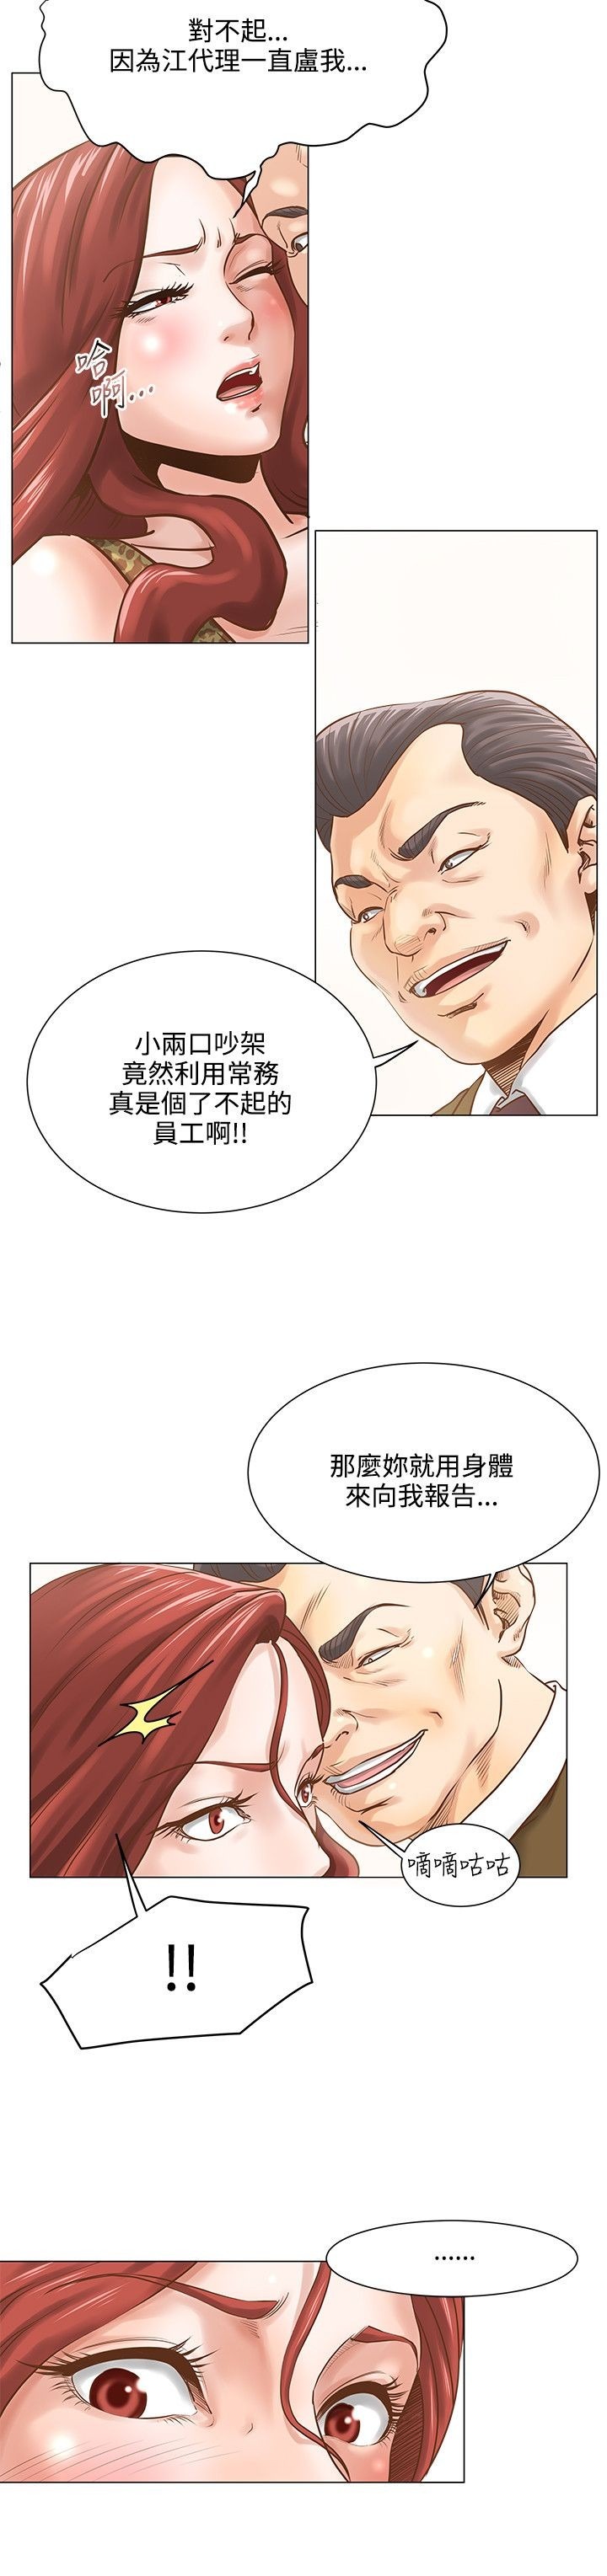 對不起...
因為江代理一直盧我...
哈
啊...
小兩口吵架
竟然利用常務
真是個了不起的
員工啊!!
那麼妳就用身體
來向我報告...
嘀嘀咕咕
!!
......